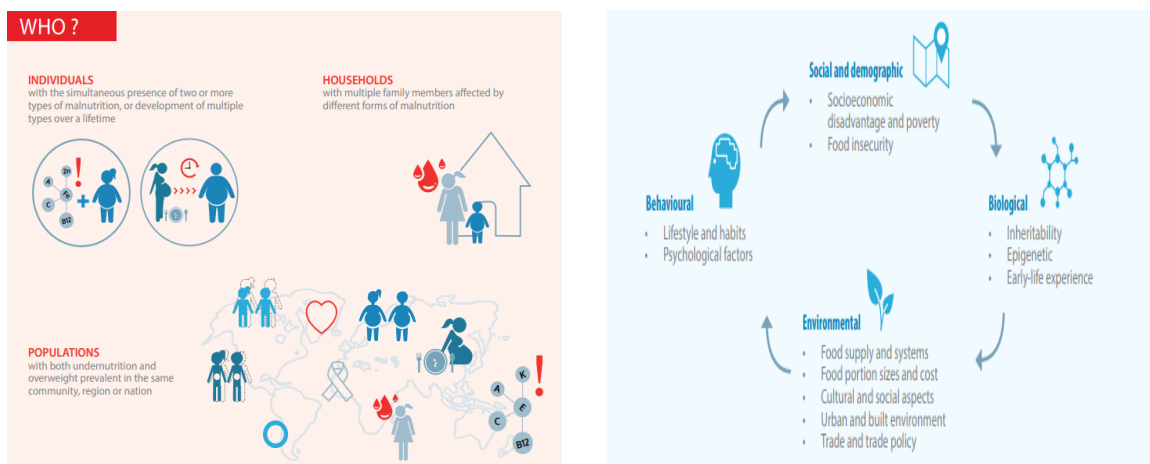 WHO ?
INDIVIDUALS
with the simultaneous presence of two or more
types of malnutrition, or development of multiple
types over a lifetime
HOUSEHOLDS
with multiple family members affected by
different forms of malnutrition
Zn
A
Fe
C
B12
POPULATIONS
with both undernutrition and
overweight prevalent in the same
community, region or nation
K
A
E
C
B12
Social and demographic
• Socioeconomic
disadvantage and poverty
• Food insecurity
Behavioural
• Lifestyle and habits
• Psychological factors
Biological
• Inheritability
• Epigenetic
• Early-life experience
Environmental
• Food supply and systems
• Food portion sizes and cost
• Cultural and social aspects
• Urban and built environment
• Trade and trade policy